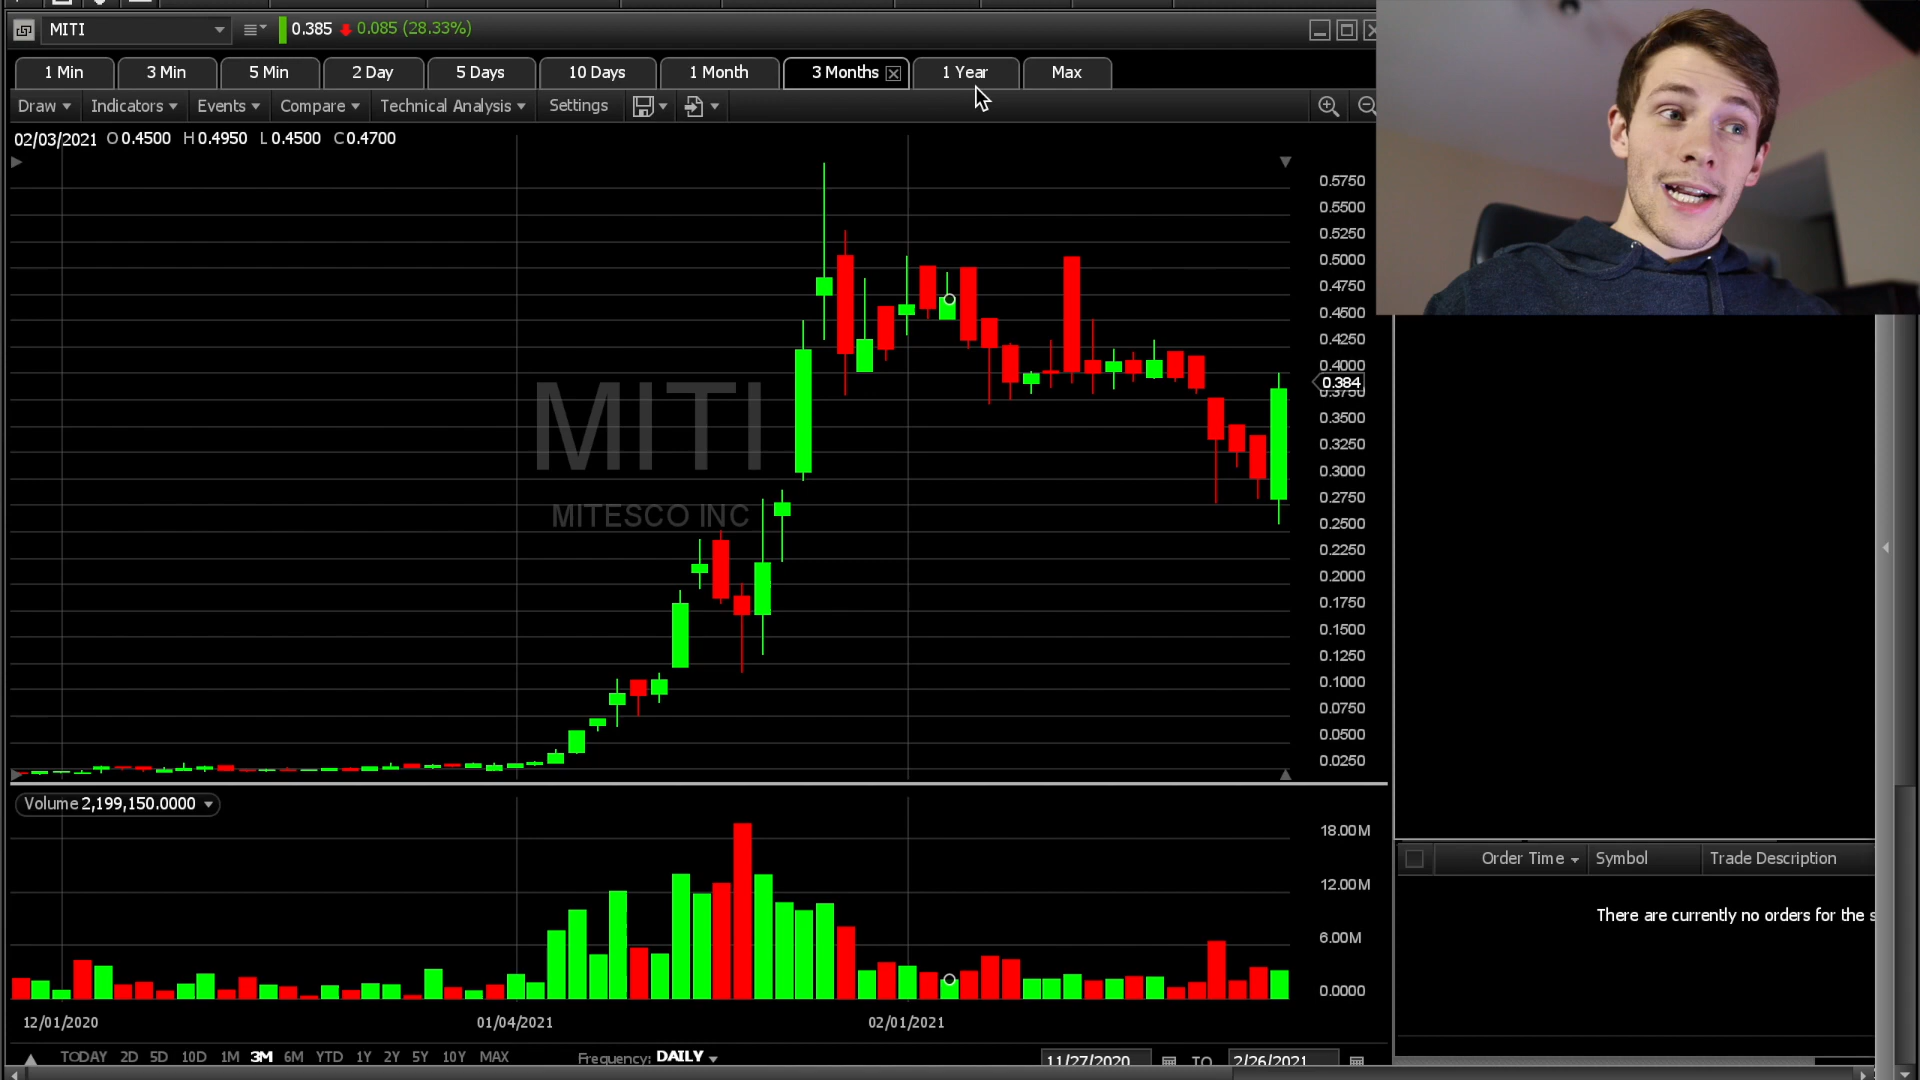 MITI 0.385 0.085 (28.33%)
1 Min 3 Min 5 Min 2 Day 5 Days 10 Days 1 Month 3 Months 1 Year Max
Draw Indicators Events Compare Technical Analysis Settings
02/03/2021 O 0.4500 H 0.4950 L 0.4500 C 0.4700
0.5750
0.5500
0.5250
0.5000
0.4750
0.4500
0.4250
0.4000
0.384
0.3750
0.3500
0.3250
0.3000
0.2750
0.2500
0.2250
0.2000
0.1750
0.1500
0.1250
0.1000
0.0750
0.0500
0.0250
MITI
MITESCO INC
Volume 2,199,150.0000
18.00M
12.00M
6.00M
0.0000
12/01/2020 01/04/2021 02/01/2021
TODAY 2D 5D 10D 1M 3M 6M YTD 1Y 2Y 5Y 10Y MAX Frequency: DAILY 11/27/2020 TO 2/26/2021
Order Time Symbol Trade Description
There are currently no orders for the s